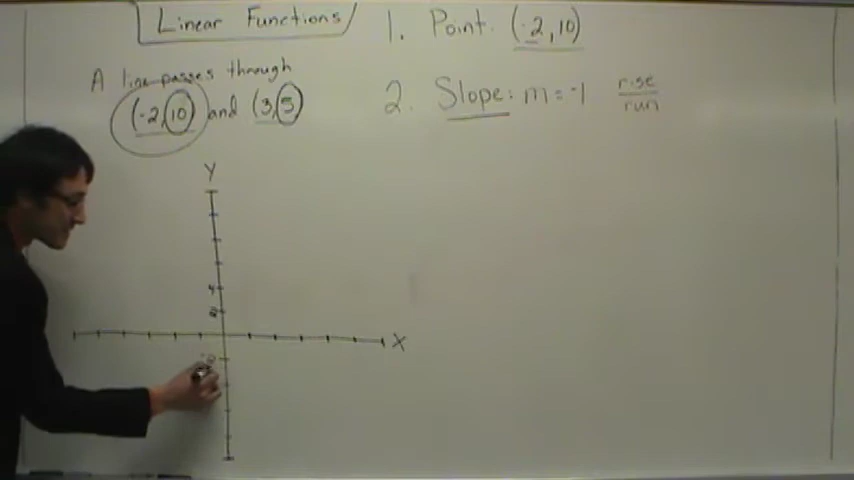 Linear Functions
A line passes through
(-2,10) and (3,5)
1. Point: (-2,10)
2. Slope: m = -1 rise
run
Y
4
2
X